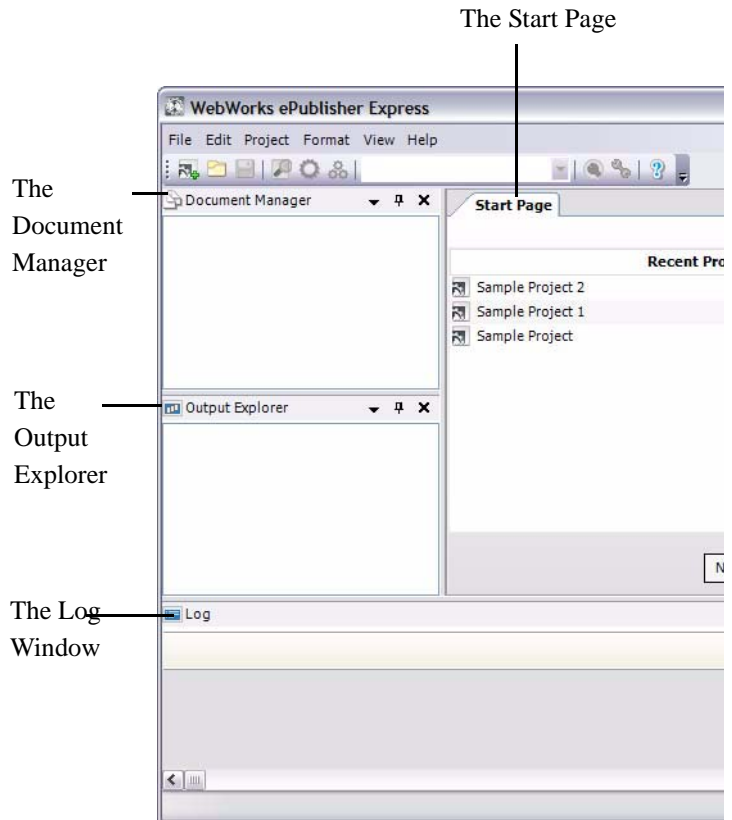 The Start Page
WebWorks ePublisher Express
File Edit Project Format View Help
The
Document
Manager
Document Manager
Start Page
Recent Pro
Sample Project 2
Sample Project 1
Sample Project
The
Output
Explorer
Output Explorer
N
The Log
Window
Log